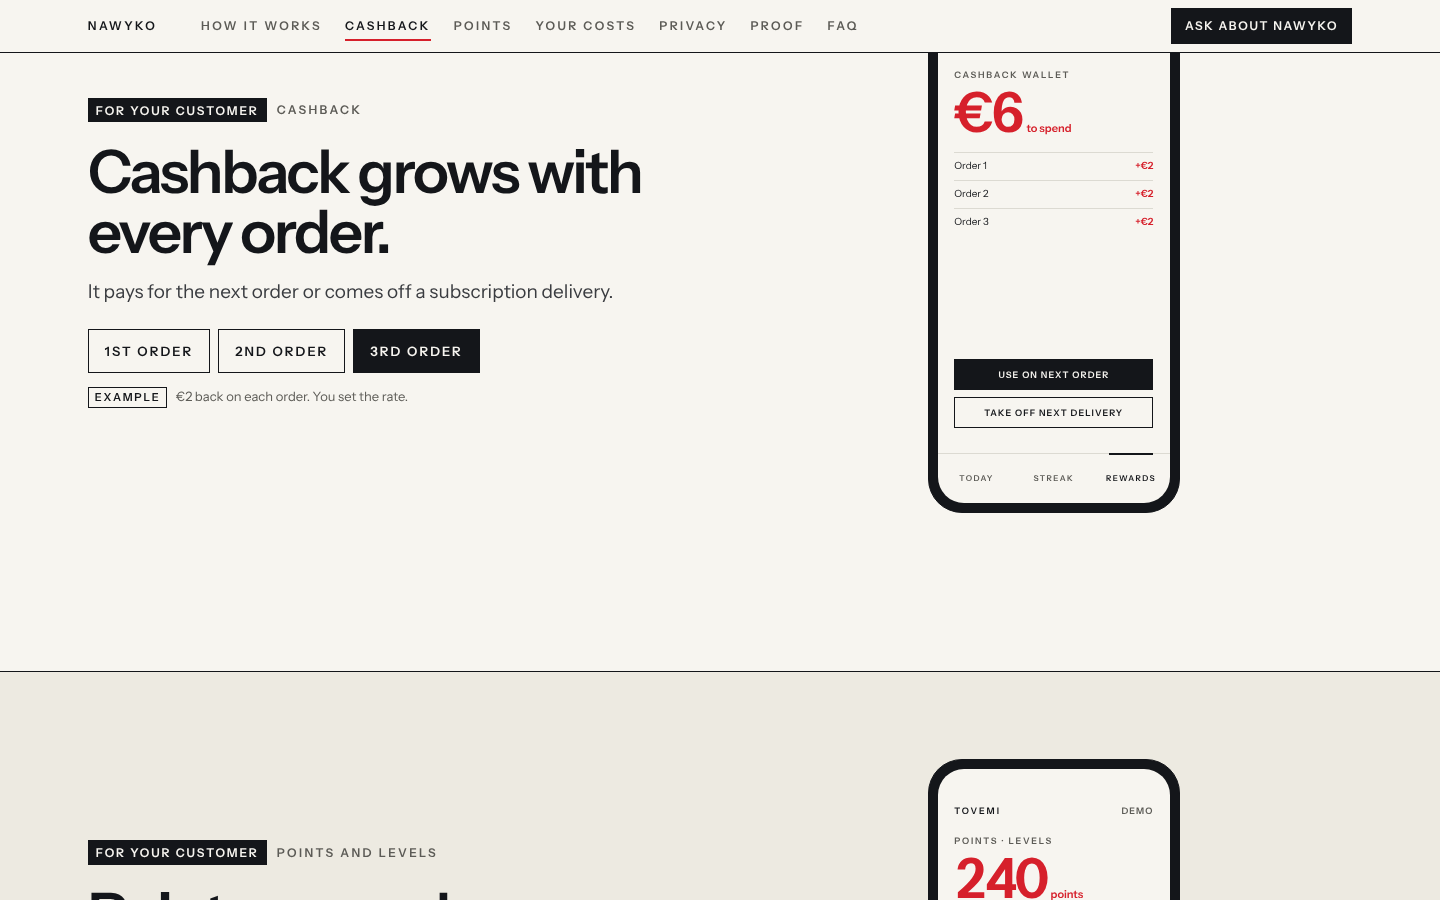 NAWYKO
HOW IT WORKS
CASHBACK
POINTS
YOUR COSTS
PRIVACY
PROOF
FAQ
ASK ABOUT NAWYKO
FOR YOUR CUSTOMER
CASHBACK
Cashback grows with
every order.
It pays for the next order or comes off a subscription delivery.
1ST ORDER
2ND ORDER
3RD ORDER
EXAMPLE
€2 back on each order. You set the rate.
CASHBACK WALLET
€6 to spend
Order 1 +€2
Order 2 +€2
Order 3 +€2
USE ON NEXT ORDER
TAKE OFF NEXT DELIVERY
TODAY
STREAK
REWARDS
FOR YOUR CUSTOMER
POINTS AND LEVELS
TOVEMI
DEMO
POINTS · LEVELS
240 points